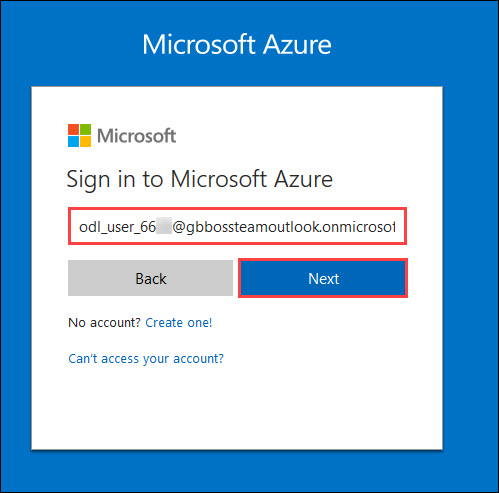 Microsoft Azure
Microsoft
Sign in to Microsoft Azure
odl_user_66 @gbbossteamoutlook.onmicrosof
Back Next
No account? Create one!
Can't access your account?